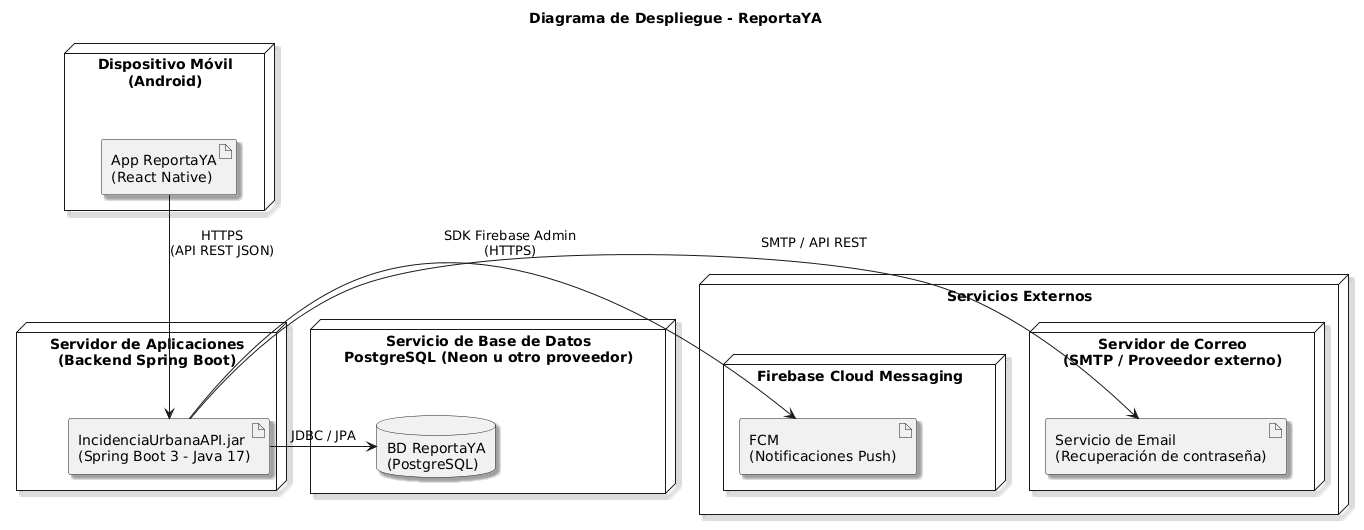 Diagrama de Despliegue - ReportaYA
Dispositivo Móvil
(Android)
App ReportaYA
(React Native)
HTTPS
(API REST JSON)
SDK Firebase Admin
(HTTPS)
SMTP / API REST
Servidor de Aplicaciones
(Backend Spring Boot)
IncidenciaUrbanaAPI.jar
(Spring Boot 3 - Java 17)
JDBC / JPA
Servicio de Base de Datos
PostgreSQL (Neon u otro proveedor)
BD ReportaYA
(PostgreSQL)
Servicios Externos
Firebase Cloud Messaging
FCM
(Notificaciones Push)
Servidor de Correo
(SMTP / Proveedor externo)
Servicio de Email
(Recuperación de contraseña)